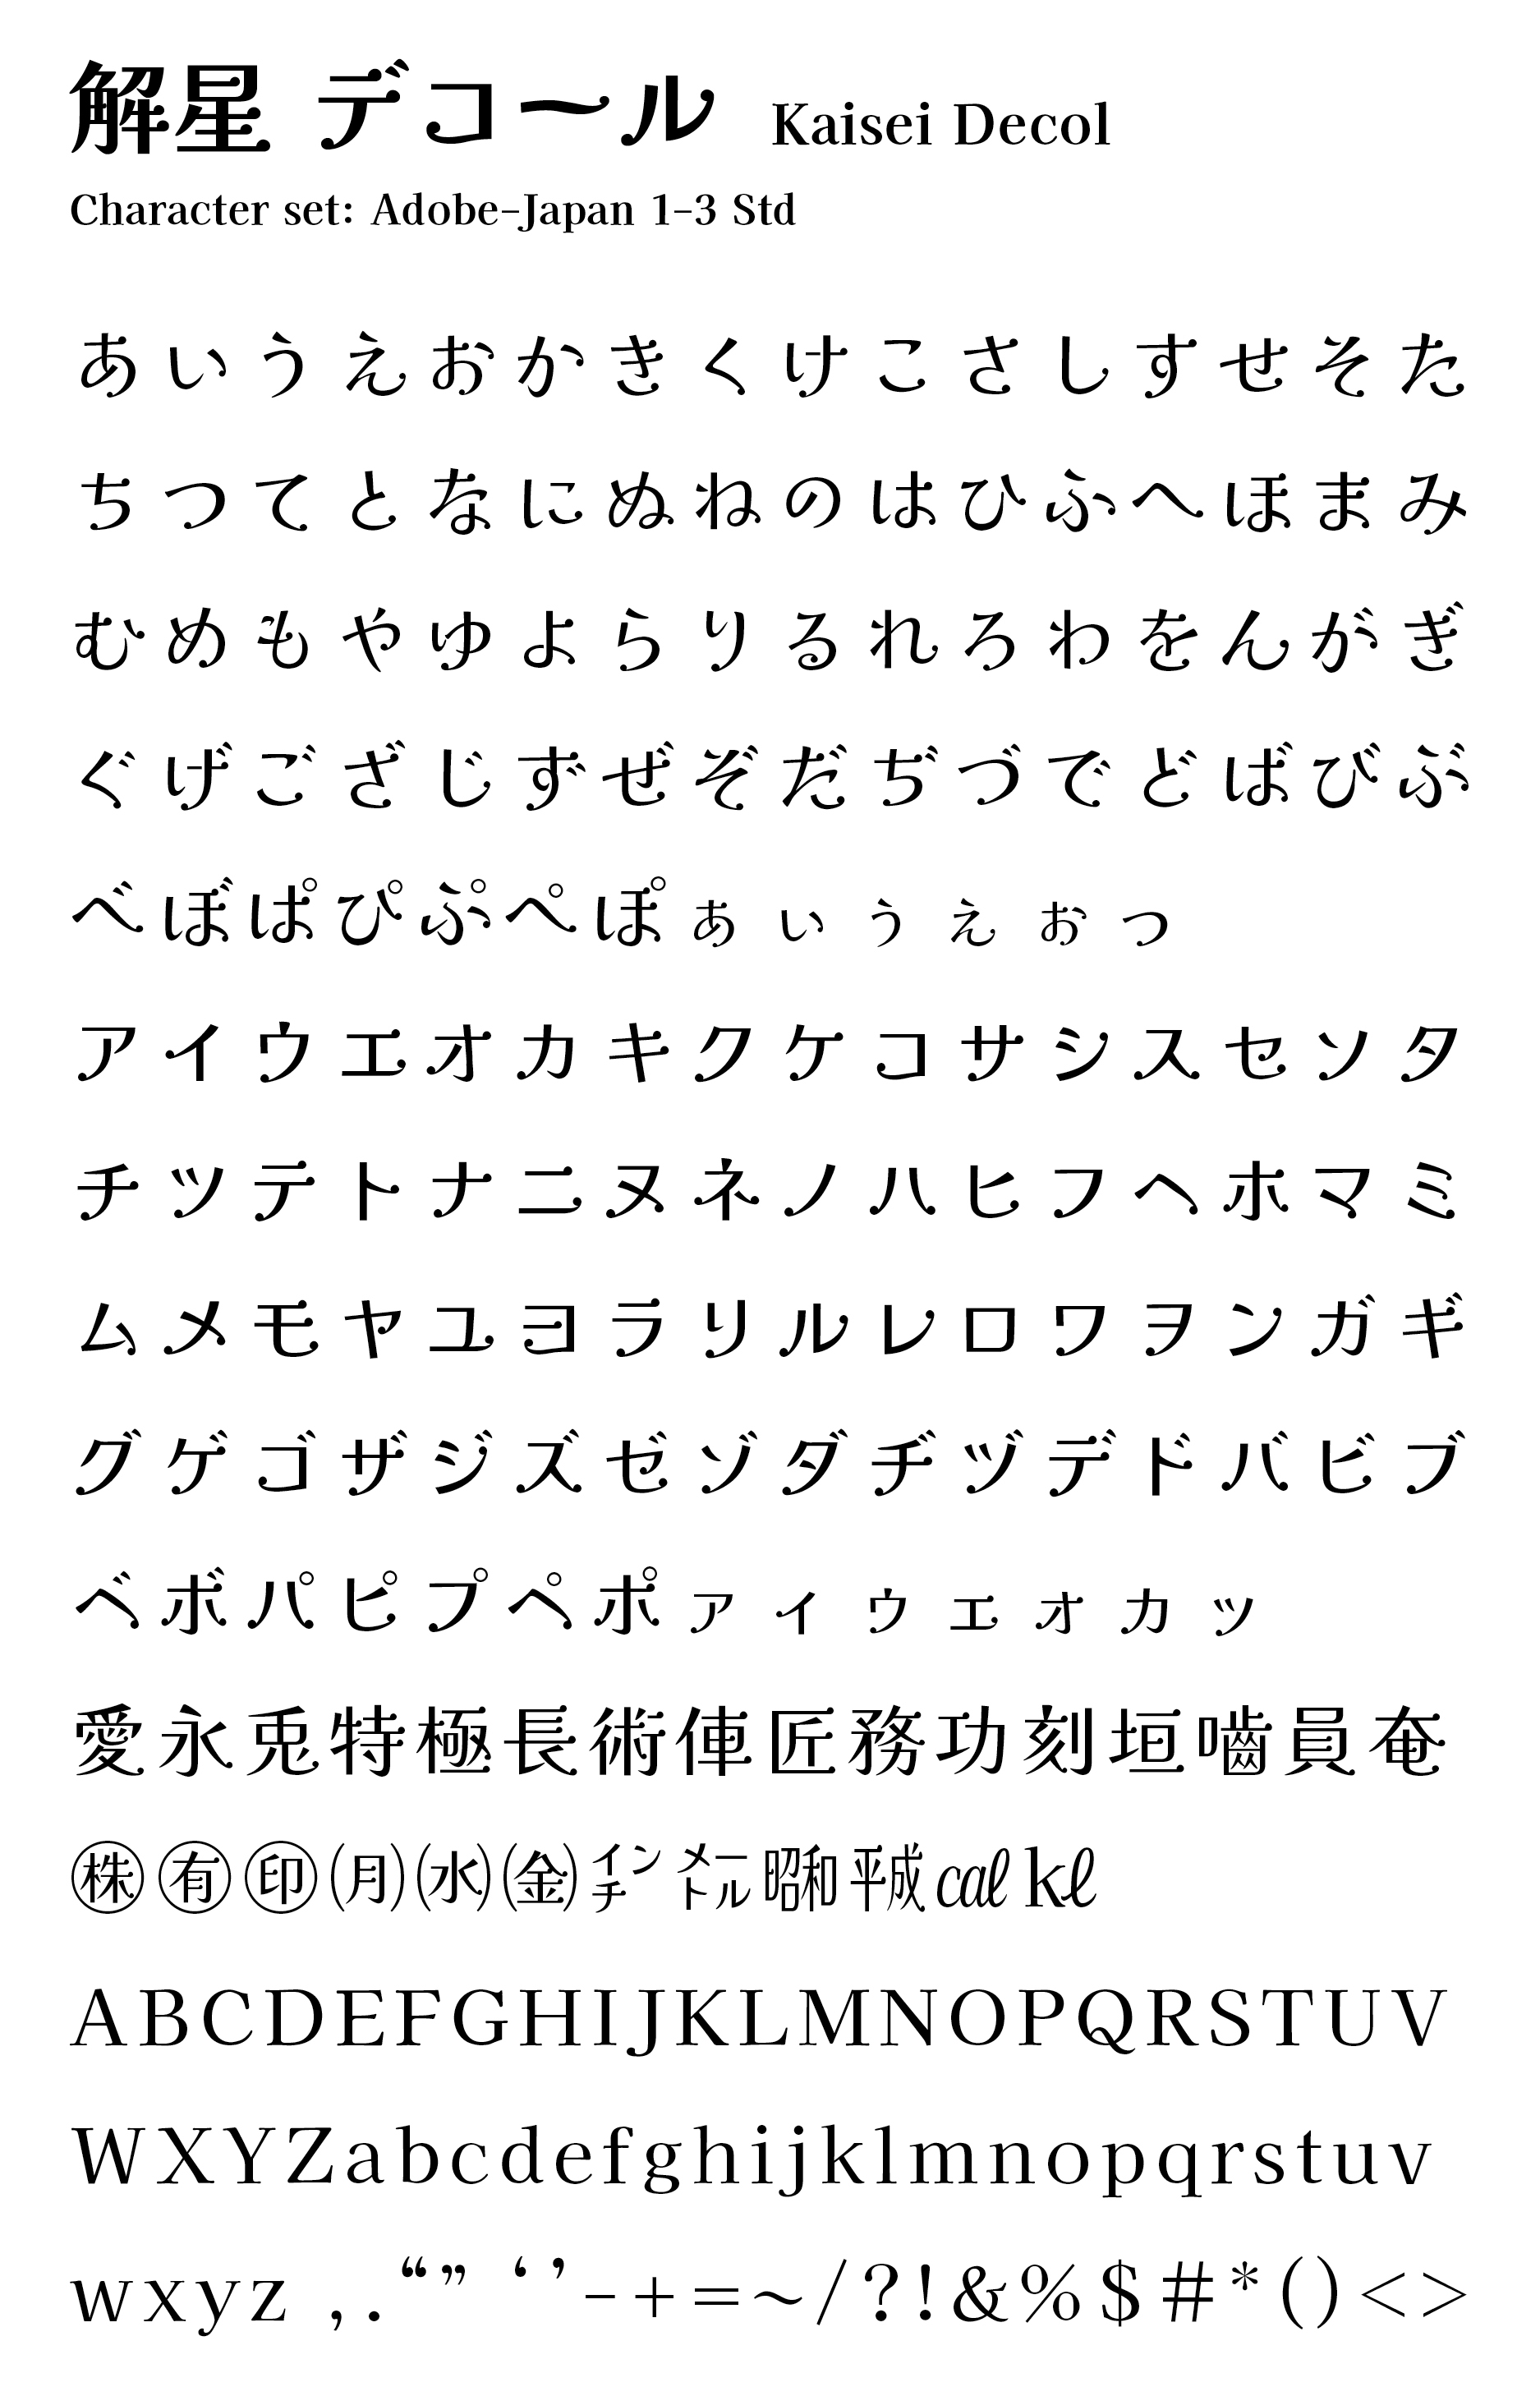 解星 デコ〜ル Kaisei Decol
Character set: Adobe-Japan 1-3 Std
あいうえおかきくけこさしすせそた
ちつてとなにぬねのはひふへほまみ
むめもやゆよらりるれろわをんがぎ
ぐげござじずぜぞだぢづでどばびぶ
べぼぱぴぷぺぽぁぃぅぇぉっ
アイウエオカキクケコサシスセソタ
チツテトナニヌネノハヒフヘホマミ
ムメモヤユヨラリルレロワヲンガギ
グゲゴザジズゼゾダヂヅデドバビブ
ベボパピプペポァィゥェォヵッ
愛永兎特極長術俥匠務功刻垣嚙員奄
㊑㊒㊞㈪㈬㈮㌅㍍㍼㍻㎈kℓ
ABCDEFGHIJKLMNOPQRSTUV
WXYZabcdefghijklmnopqrstuv
wxyz ,.“” ‘’-+=~/?!&%$#*()<>